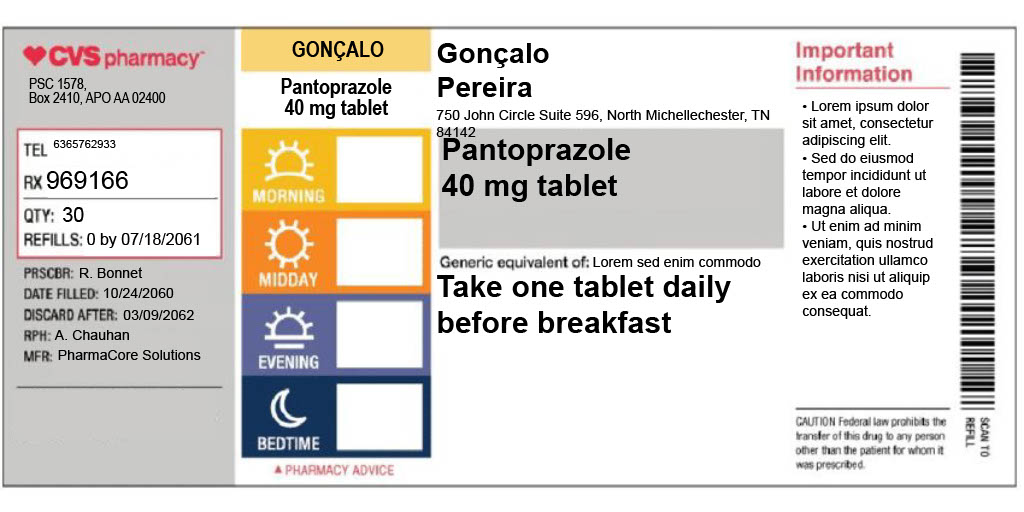 CVS pharmacy
PSC 1578,
Box 2410, APO AA 02400
TEL 6365762933
RX 969166
QTY: 30
REFILLS: 0 by 07/18/2061
PRSCBR: R. Bonnet
DATE FILLED: 10/24/2060
DISCARD AFTER: 03/09/2062
RPH: A. Chauhan
MFR: PharmaCore Solutions
GONÇALO
Pantoprazole
40 mg tablet
MORNING
MIDDAY
EVENING
BEDTIME
▲ PHARMACY ADVICE
Gonçalo
Pereira
750 John Circle Suite 596, North Michellechester, TN
84142
Pantoprazole
40 mg tablet
Generic equivalent of: Lorem sed enim commodo
Take one tablet daily
before breakfast
Important
Information
• Lorem ipsum dolor
sit amet, consectetur
adipiscing elit.
• Sed do eiusmod
tempor incididunt ut
labore et dolore
magna aliqua.
• Ut enim ad minim
veniam, quis nostrud
exercitation ullamco
laboris nisi ut aliquip
ex ea commodo
consequat.
CAUTION Federal law prohibits the
transfer of this drug to any person
other than the patient for whom it
was prescribed.
SCAN TO
REFILL